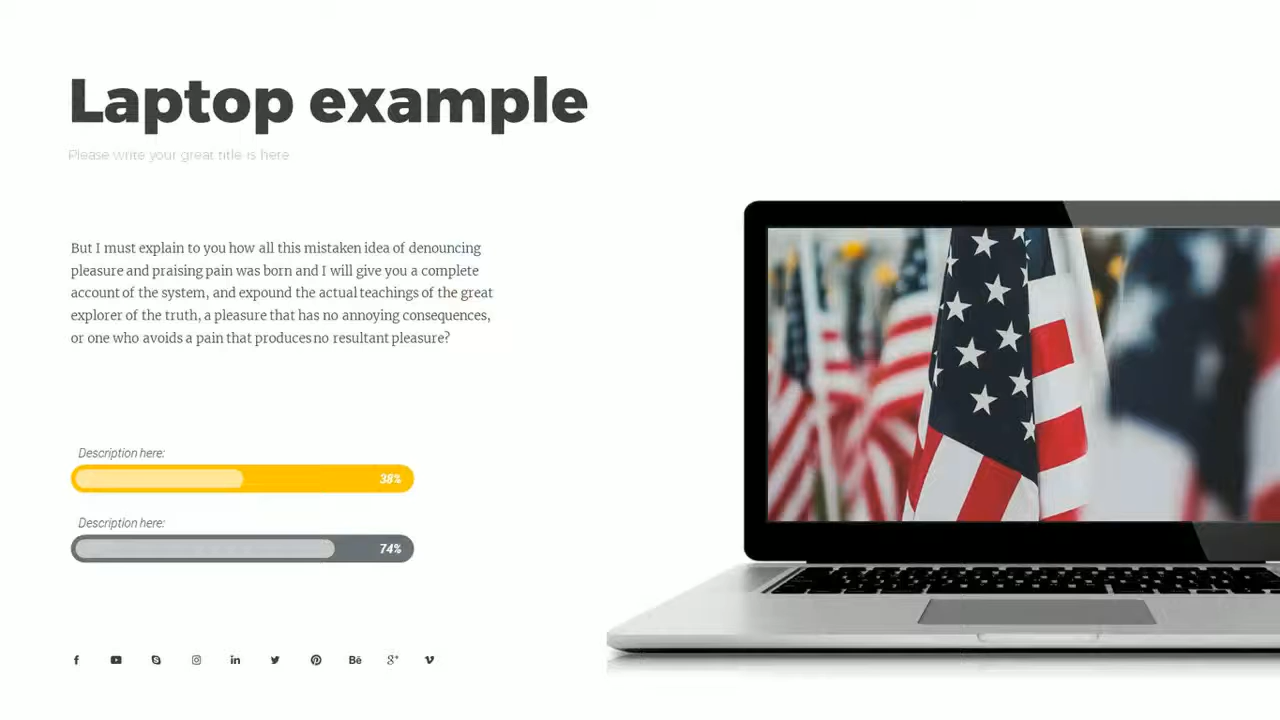 Laptop example
Please write your great title is here
But I must explain to you how all this mistaken idea of denouncing
pleasure and praising pain was born and I will give you a complete
account of the system, and expound the actual teachings of the great
explorer of the truth, a pleasure that has no annoying consequences,
or one who avoids a pain that produces no resultant pleasure?
Description here:
38%
Description here:
74%
f in Bē g+